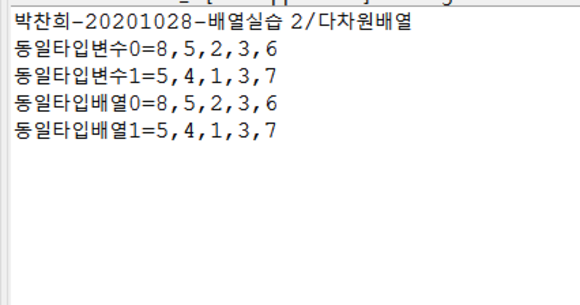 박찬희-20201028-배열실습 2/다차원배열
동일타입변수0=8,5,2,3,6
동일타입변수1=5,4,1,3,7
동일타입배열0=8,5,2,3,6
동일타입배열1=5,4,1,3,7